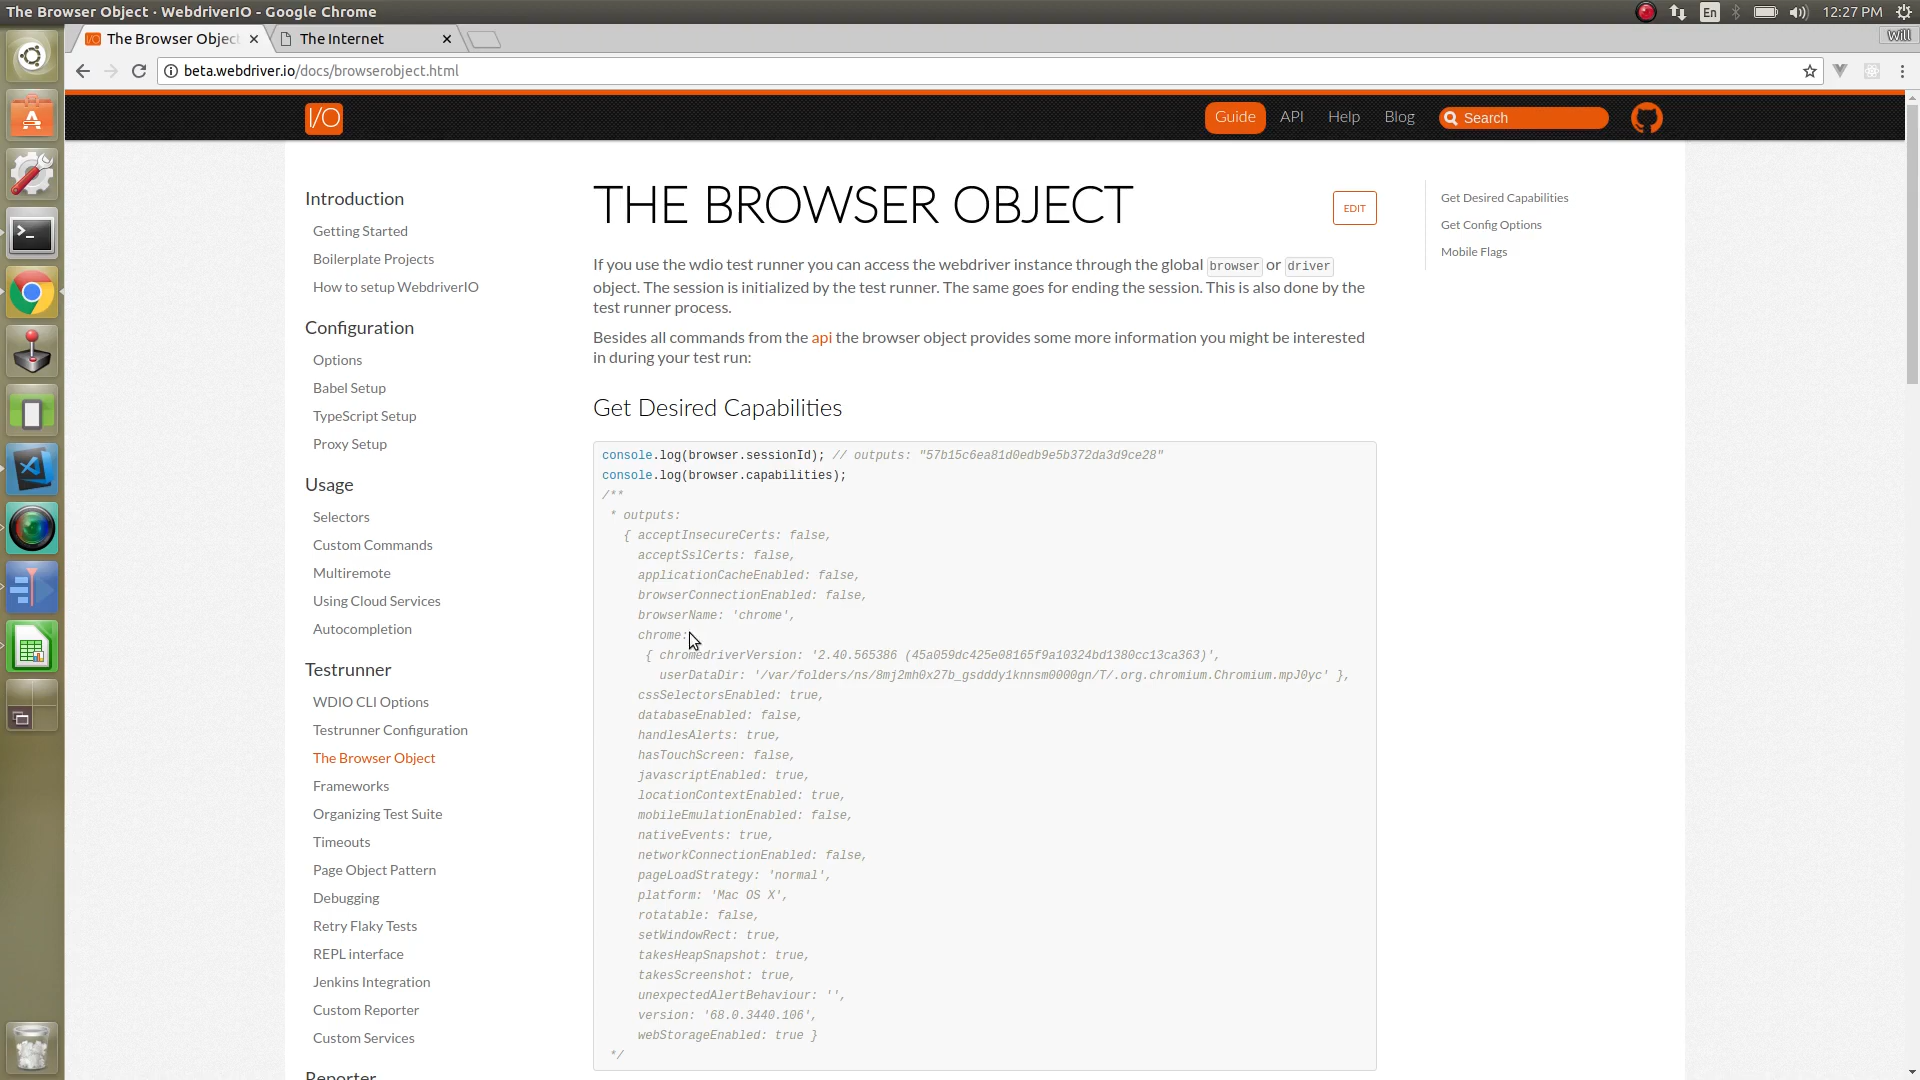 The Browser Object · WebdriverIO - Google Chrome
En
12:27 PM
The Browser Objec
The Internet
Will
beta.webdriver.io/docs/browserobject.html
I/O
Guide
API
Help
Blog
Search
Introduction
Getting Started
Boilerplate Projects
How to setup WebdriverIO
Configuration
Options
Babel Setup
TypeScript Setup
Proxy Setup
Usage
Selectors
Custom Commands
Multiremote
Using Cloud Services
Autocompletion
Testrunner
WDIO CLI Options
Testrunner Configuration
The Browser Object
Frameworks
Organizing Test Suite
Timeouts
Page Object Pattern
Debugging
Retry Flaky Tests
REPL interface
Jenkins Integration
Custom Reporter
Custom Services
Reporter
THE BROWSER OBJECT
EDIT
If you use the wdio test runner you can access the webdriver instance through the global browser or driver
object. The session is initialized by the test runner. The same goes for ending the session. This is also done by the
test runner process.
Besides all commands from the api the browser object provides some more information you might be interested
in during your test run:
Get Desired Capabilities
console.log(browser.sessionId); // outputs: "57b15c6ea81d0edb9e5b372da3d9ce28"
console.log(browser.capabilities);
/**
* outputs:
{ acceptInsecureCerts: false,
acceptSslCerts: false,
applicationCacheEnabled: false,
browserConnectionEnabled: false,
browserName: 'chrome',
chrome:
{ chromedriverVersion: '2.40.565386 (45a059dc425e08165f9a10324bd1380cc13ca363)',
userDataDir: '/var/folders/ns/8mj2mh0x27b_gsdddy1knnsm0000gn/T/.org.chromium.Chromium.mpJ0yc' },
cssSelectorsEnabled: true,
databaseEnabled: false,
handlesAlerts: true,
hasTouchScreen: false,
javascriptEnabled: true,
locationContextEnabled: true,
mobileEmulationEnabled: false,
nativeEvents: true,
networkConnectionEnabled: false,
pageLoadStrategy: 'normal',
platform: 'Mac OS X',
rotatable: false,
setWindowRect: true,
takesHeapSnapshot: true,
takesScreenshot: true,
unexpectedAlertBehaviour: '',
version: '68.0.3440.106',
webStorageEnabled: true }
*/
Get Desired Capabilities
Get Config Options
Mobile Flags